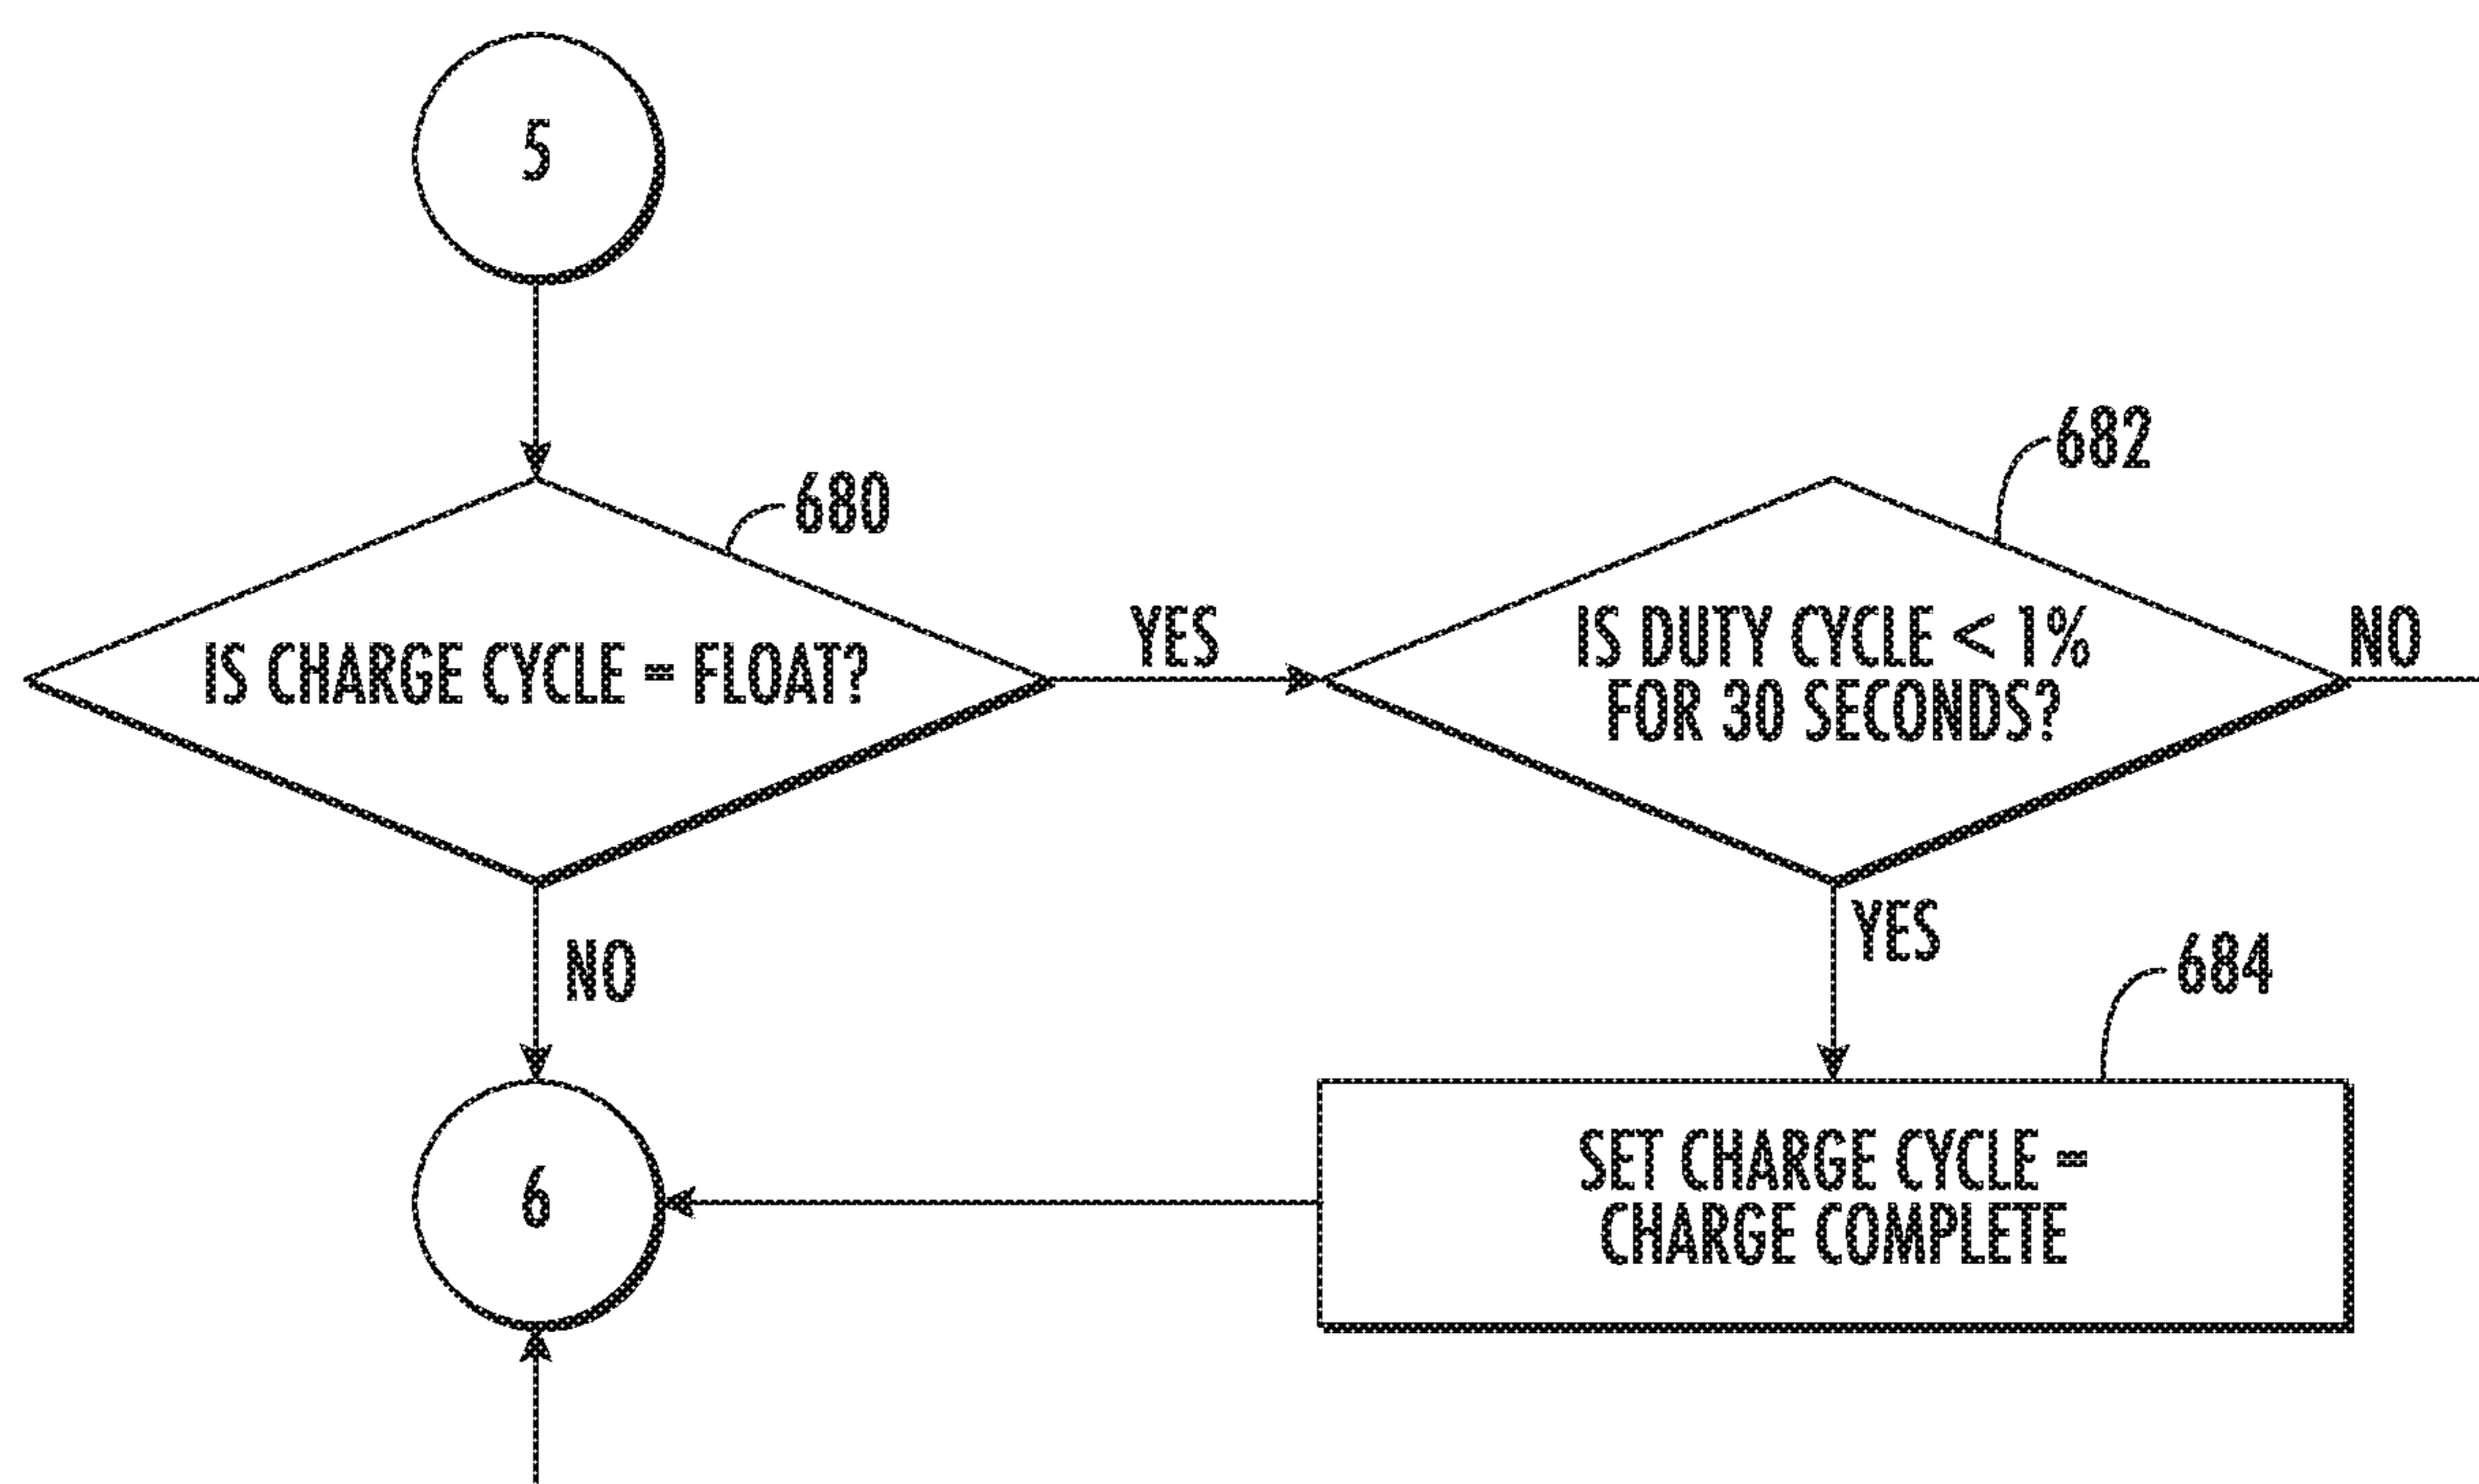 5
680
682
IS CHARGE CYCLE = FLOAT?
YES
IS DUTY CYCLE < 1%
FOR 30 SECONDS?
NO
NO
YES
684
6
SET CHARGE CYCLE =
CHARGE COMPLETE